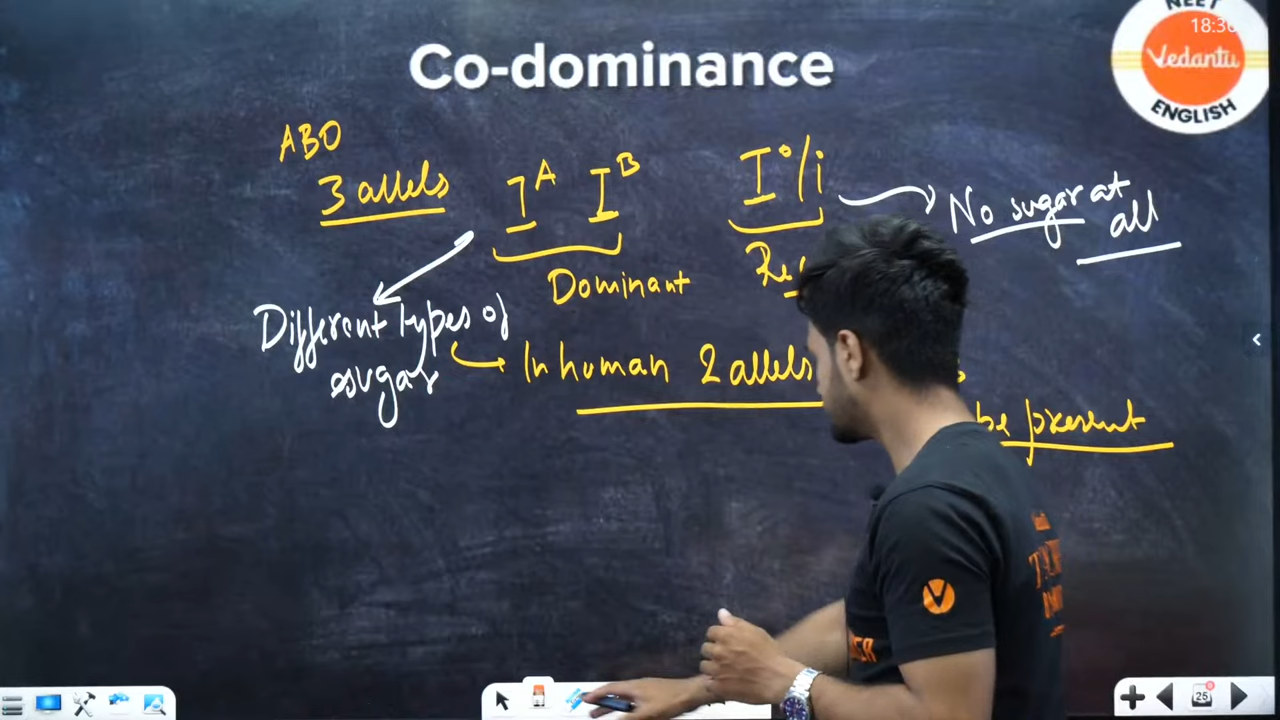 NEET
18:36
Vedantu
ENGLISH
Co-dominance
ABO
3 allels I^A I^B I°/i
No sugar at all
Dominant
Different types of
sugar
In human 2 allels
be present
25